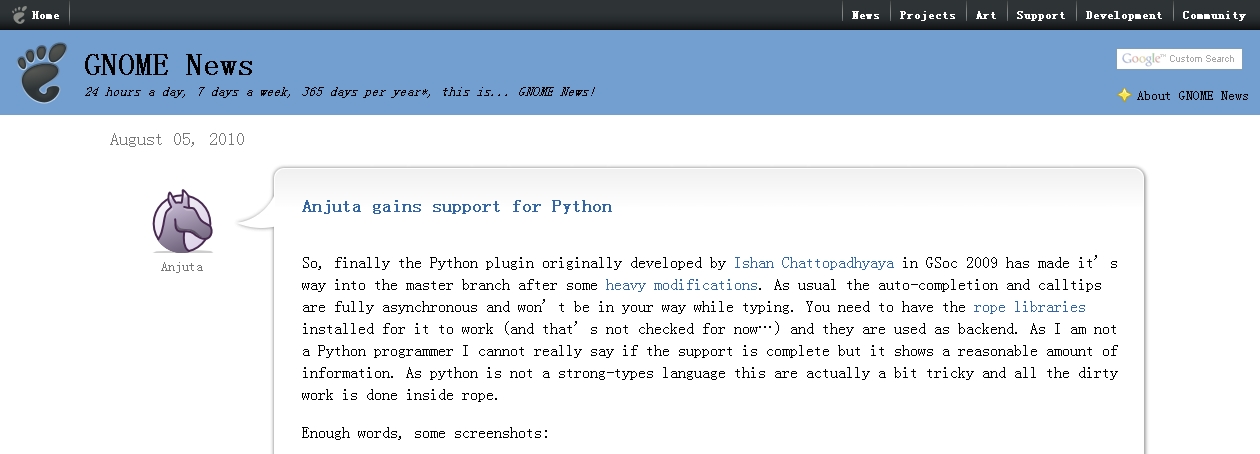 Home News Projects Art Support Development Community
GNOME News
Google™ Custom Search
24 hours a day, 7 days a week, 365 days per year*, this is... GNOME News!
About GNOME News
August 05, 2010
Anjuta gains support for Python
Anjuta
So, finally the Python plugin originally developed by Ishan Chattopadhyaya in GSoc 2009 has made it’s
way into the master branch after some heavy modifications. As usual the auto-completion and calltips
are fully asynchronous and won’t be in your way while typing. You need to have the rope libraries
installed for it to work (and that’s not checked for now…) and they are used as backend. As I am not
a Python programmer I cannot really say if the support is complete but it shows a reasonable amount of
information. As python is not a strong-types language this are actually a bit tricky and all the dirty
work is done inside rope.
Enough words, some screenshots: